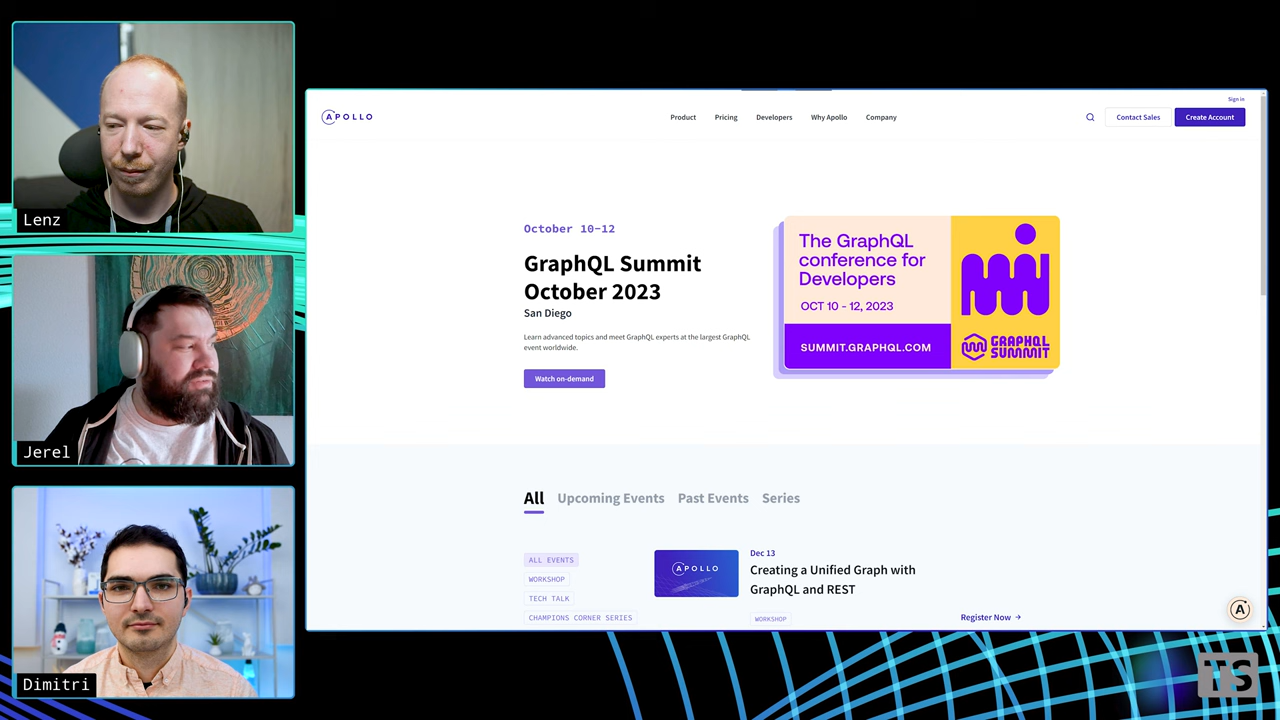 Lenz
Jerel
Dimitri
Sign in
APOLLO
Product
Pricing
Developers
Why Apollo
Company
Contact Sales
Create Account
October 10-12
GraphQL Summit
October 2023
San Diego
Learn advanced topics and meet GraphQL experts at the largest GraphQL
event worldwide.
Watch on-demand
The GraphQL
conference for
Developers
OCT 10 - 12, 2023
SUMMIT.GRAPHQL.COM
GRAPHQL
SUMMIT
All
Upcoming Events
Past Events
Series
ALL EVENTS
WORKSHOP
TECH TALK
CHAMPIONS CORNER SERIES
APOLLO
Dec 13
Creating a Unified Graph with
GraphQL and REST
WORKSHOP
Register Now →
A
TS